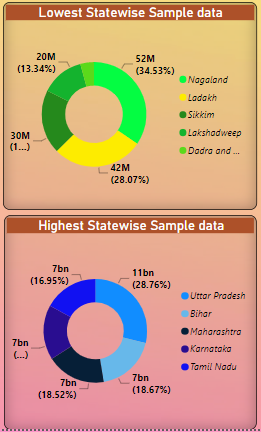 Lowest Statewise Sample data
20M
(13.34%)
52M
(34.53%)
30M
(1...)
42M
(28.07%)
Nagaland
Ladakh
Sikkim
Lakshadweep
Dadra and ...
Highest Statewise Sample data
7bn
(16.95%)
11bn
(28.76%)
7bn
(...)
7bn
(18.52%)
7bn
(18.67%)
Uttar Pradesh
Bihar
Maharashtra
Karnataka
Tamil Nadu